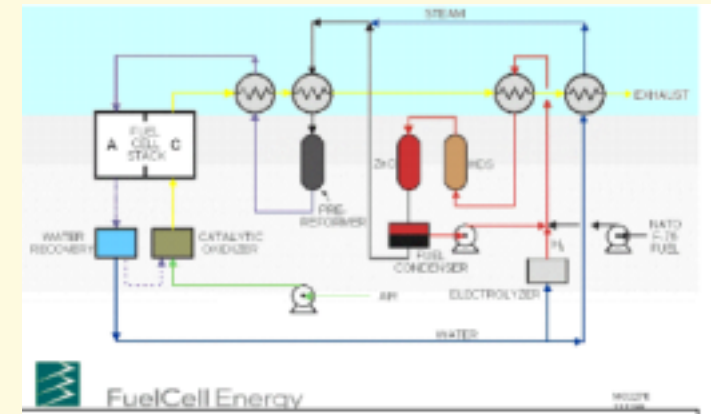 STEAM
EXHAUST
FUEL
CELL
STACK
A
C
ZnO
HDS
PRE-
REFORMER
WATER
RECOVERY
CATALYTIC
OXIDIZER
FUEL
CONDENSER
H₂
NATO
F-76
FUEL
ELECTROLYZER
AIR
WATER
FuelCell Energy